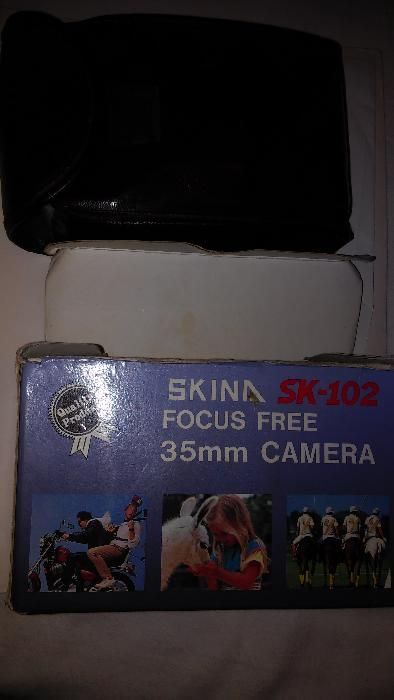 Quality
Product
SKINA SK-102
FOCUS FREE
35mm CAMERA